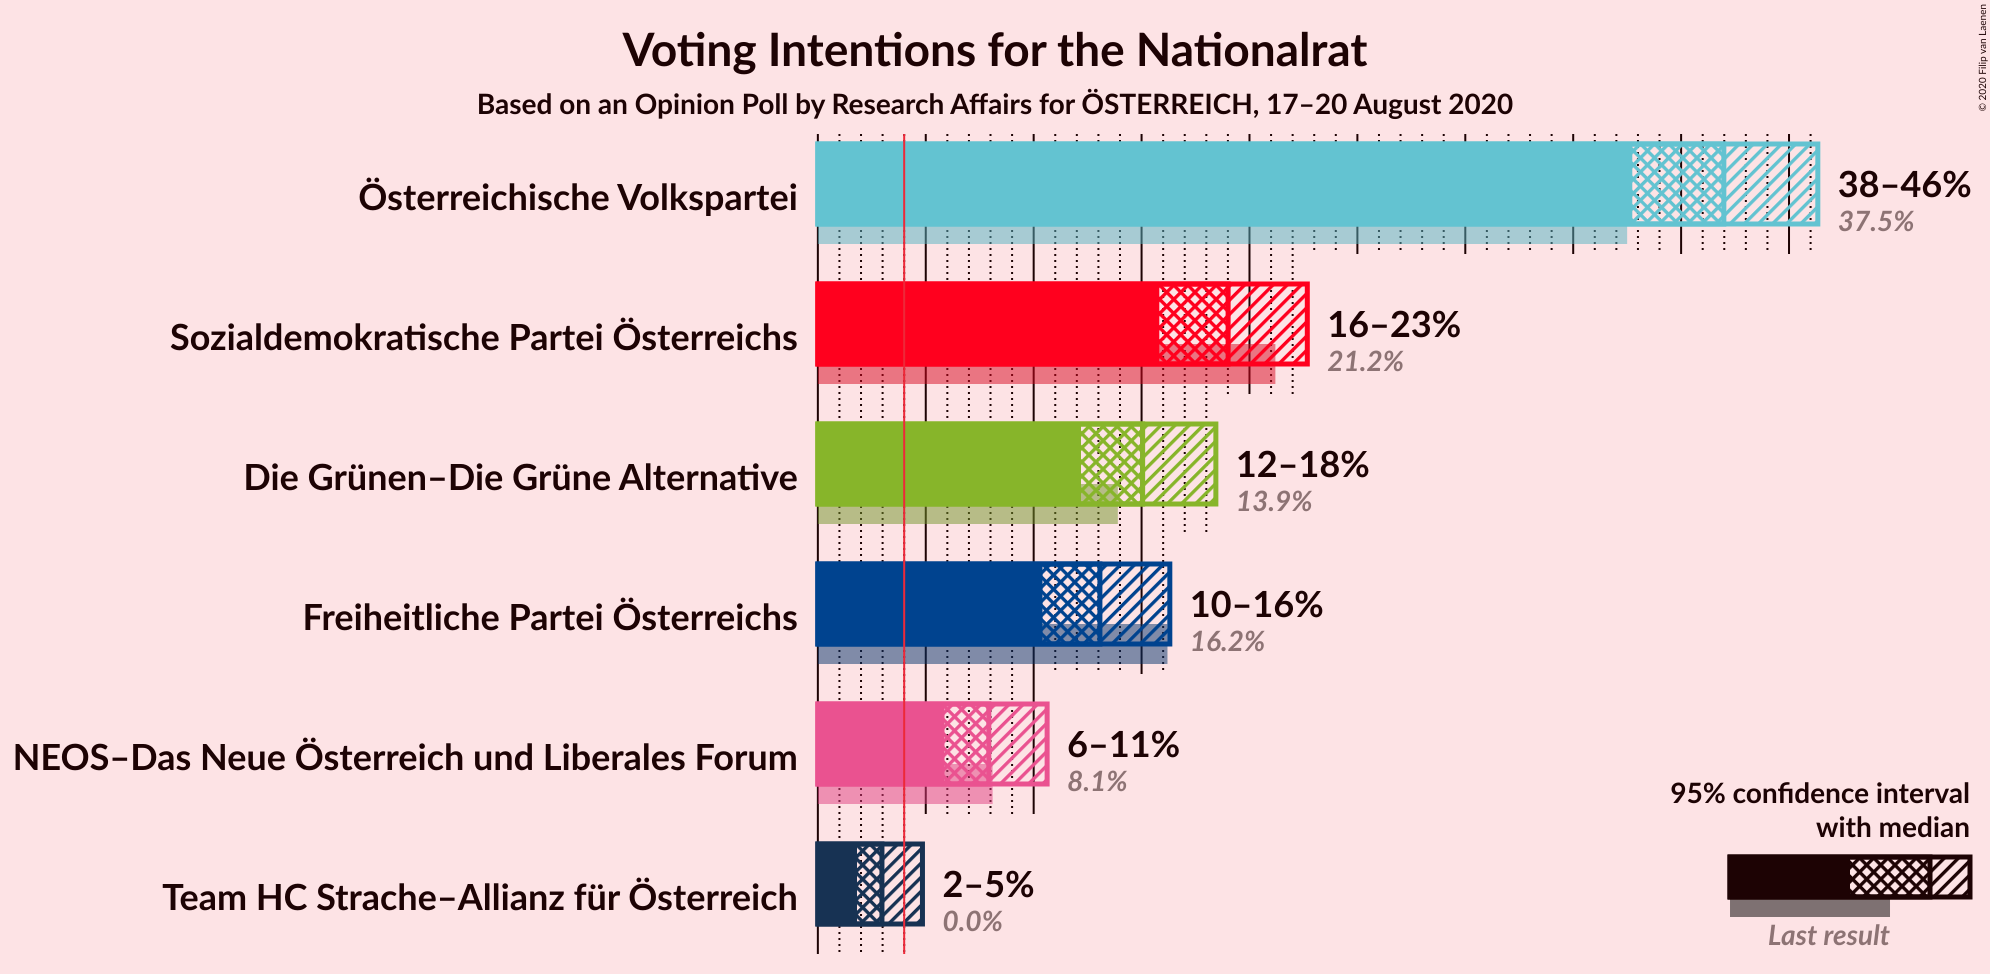 Voting Intentions for the Nationalrat
Based on an Opinion Poll by Research Affairs for ÖSTERREICH, 17–20 August 2020
© 2020 Filip van Laenen
Österreichische Volkspartei
38–46%
37.5%
Sozialdemokratische Partei Österreichs
16–23%
21.2%
Die Grünen–Die Grüne Alternative
12–18%
13.9%
Freiheitliche Partei Österreichs
10–16%
16.2%
NEOS–Das Neue Österreich und Liberales Forum
6–11%
8.1%
Team HC Strache–Allianz für Österreich
2–5%
0.0%
95% confidence interval
with median
Last result